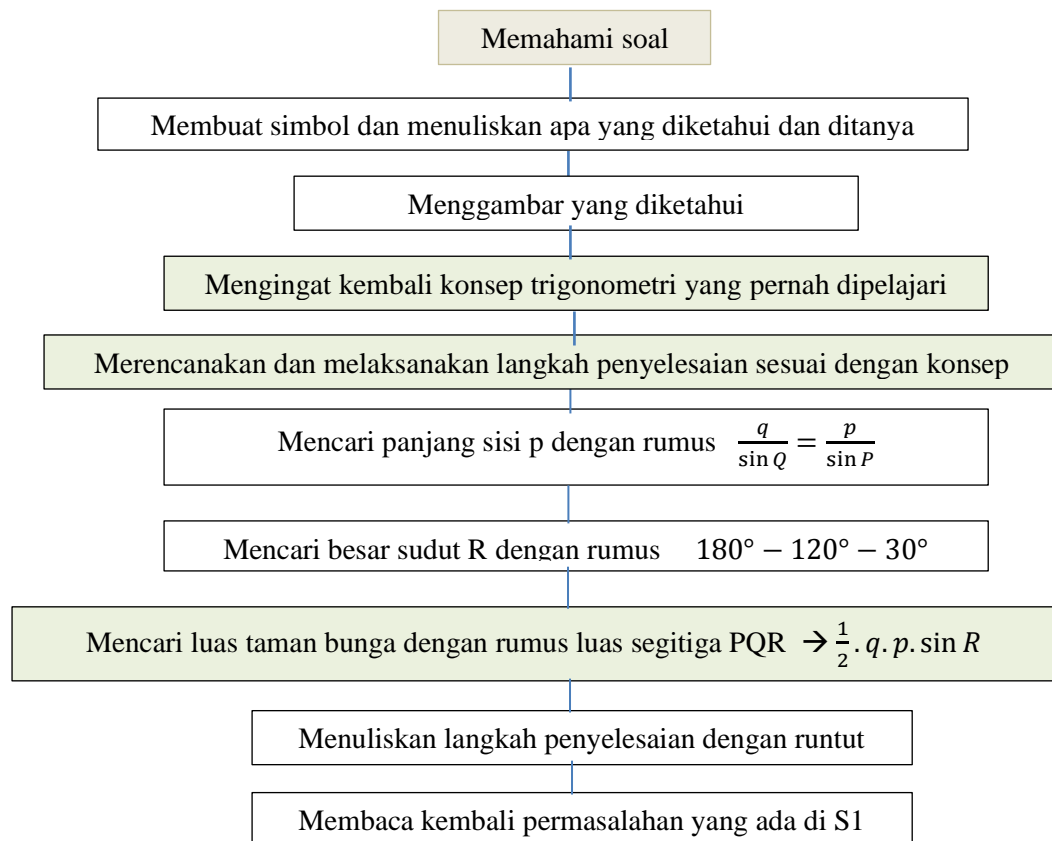 Memahami soal
Membuat simbol dan menuliskan apa yang diketahui dan ditanya
Menggambar yang diketahui
Mengingat kembali konsep trigonometri yang pernah dipelajari
Merencanakan dan melaksanakan langkah penyelesaian sesuai dengan konsep
Mencari panjang sisi p dengan rumus q/sin Q = p/sin P
Mencari besar sudut R dengan rumus 180° − 120° − 30°
Mencari luas taman bunga dengan rumus luas segitiga PQR → 1/2 . q . p . sin R
Menuliskan langkah penyelesaian dengan runtut
Membaca kembali permasalahan yang ada di S1